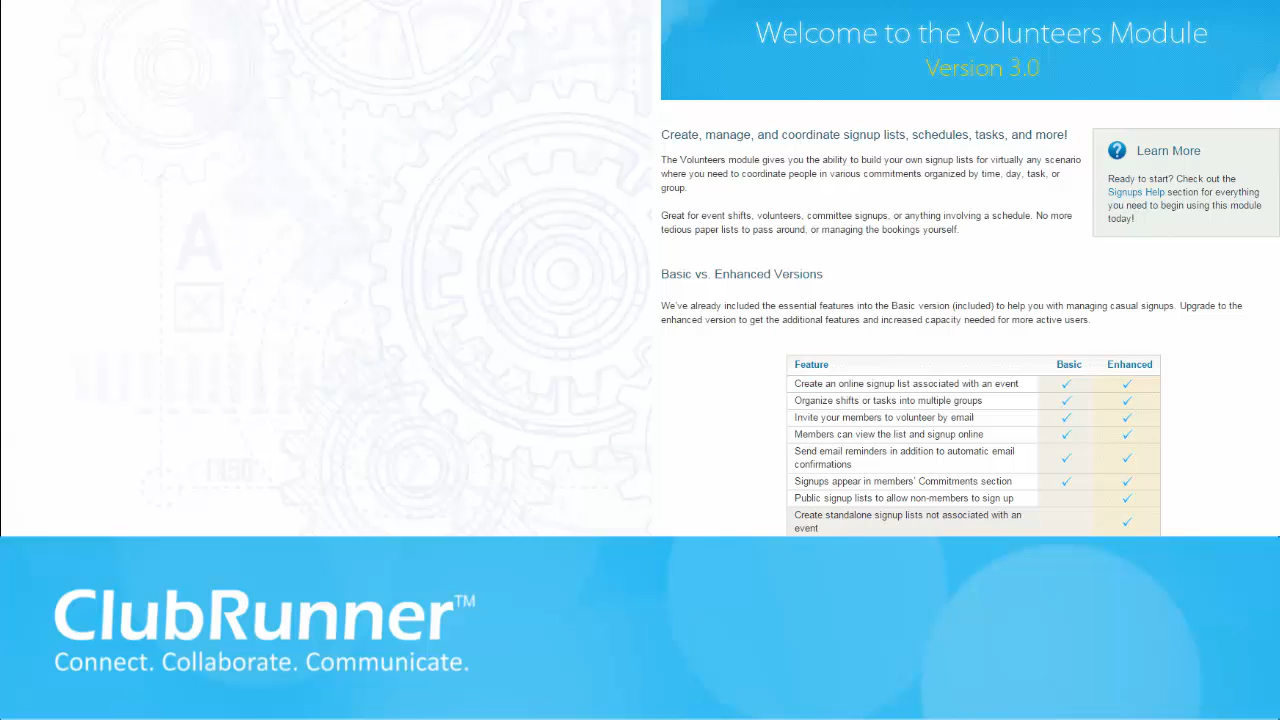 Welcome to the Volunteers Module
Version 3.0
Create, manage, and coordinate signup lists, schedules, tasks, and more!
The Volunteers module gives you the ability to build your own signup lists for virtually any scenario
where you need to coordinate people in various commitments organized by time, day, task, or
group.
Great for event shifts, volunteers, committee signups, or anything involving a schedule. No more
tedious paper lists to pass around, or managing the bookings yourself.
Learn More
Ready to start? Check out the
Signups Help section for everything
you need to begin using this module
today!
Basic vs. Enhanced Versions
We've already included the essential features into the Basic version (included) to help you with managing casual signups. Upgrade to the
enhanced version to get the additional features and increased capacity needed for more active users.
Feature Basic Enhanced
Create an online signup list associated with an event ✓ ✓
Organize shifts or tasks into multiple groups ✓ ✓
Invite your members to volunteer by email ✓ ✓
Members can view the list and signup online ✓ ✓
Send email reminders in addition to automatic email
confirmations ✓ ✓
Signups appear in members' Commitments section ✓ ✓
Public signup lists to allow non-members to sign up ✓
Create standalone signup lists not associated with an
event ✓
A
ClubRunner™
Connect. Collaborate. Communicate.